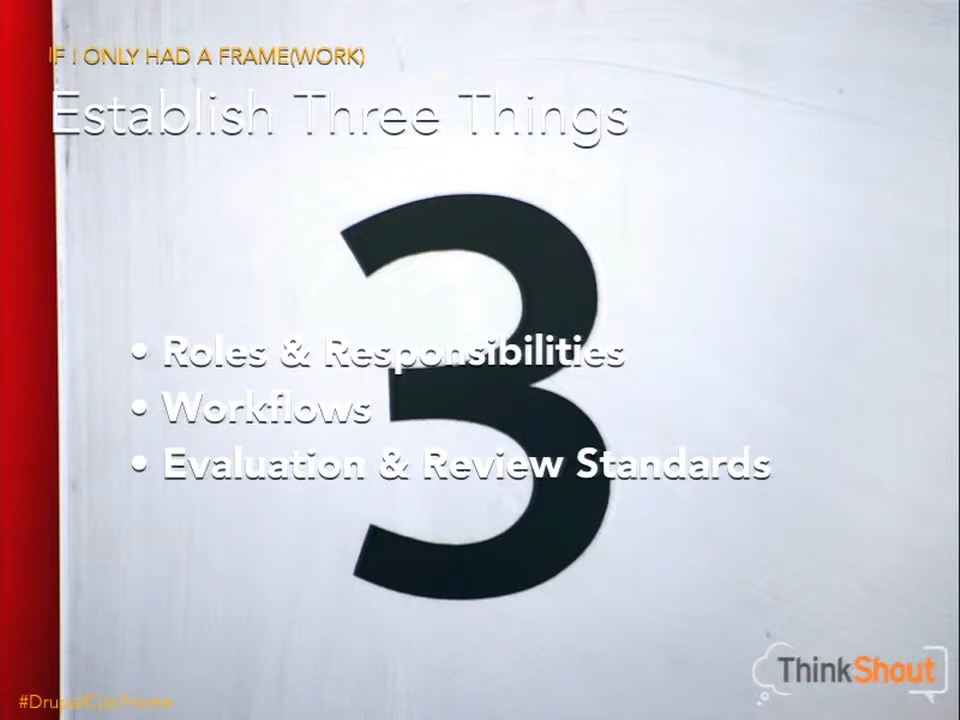 IF I ONLY HAD A FRAME(WORK)
Establish Three Things
3
• Roles & Responsibilities
• Workflows
• Evaluation & Review Standards
ThinkShout
#DrupalConFrame